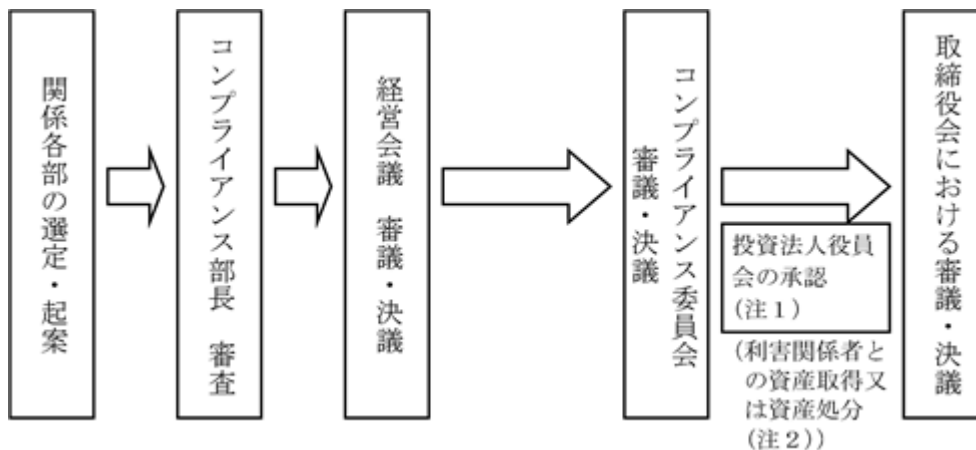 関係各部の選定・起案
コンプライアンス部長　審査
経営会議　審議・決議
コンプライアンス委員会
審議・決議
投資法人役員
会の承認
(注１)
(利害関係者と
の資産取得又
は資産処分
(注２))
取締役会における審議・決議